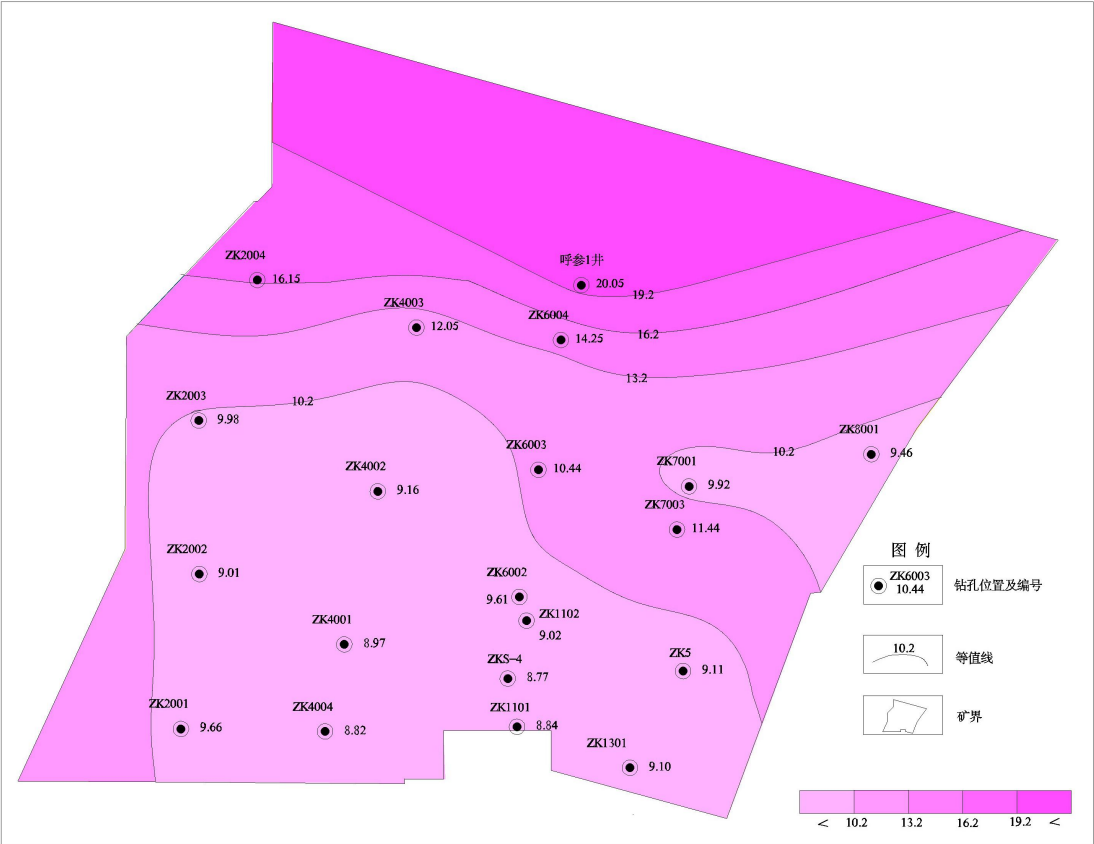 ZK2004
16.15
呼参1井
20.05
19.2
ZK4003
12.05
ZK6004
14.25
16.2
13.2
ZK2003
9.98
10.2
ZK8001
9.46
ZK6003
10.44
10.2
ZK7001
9.92
ZK4002
9.16
ZK7003
11.44
ZK2002
9.01
ZK6002
9.61
ZK1102
9.02
ZK4001
8.97
ZK5
9.11
ZKS-4
8.77
ZK2001
9.66
ZK4004
8.82
ZK1101
8.84
ZK1301
9.10
图 例
ZK6003
10.44
钻孔位置及编号
10.2
等值线
矿界
< 10.2 13.2 16.2 19.2 <